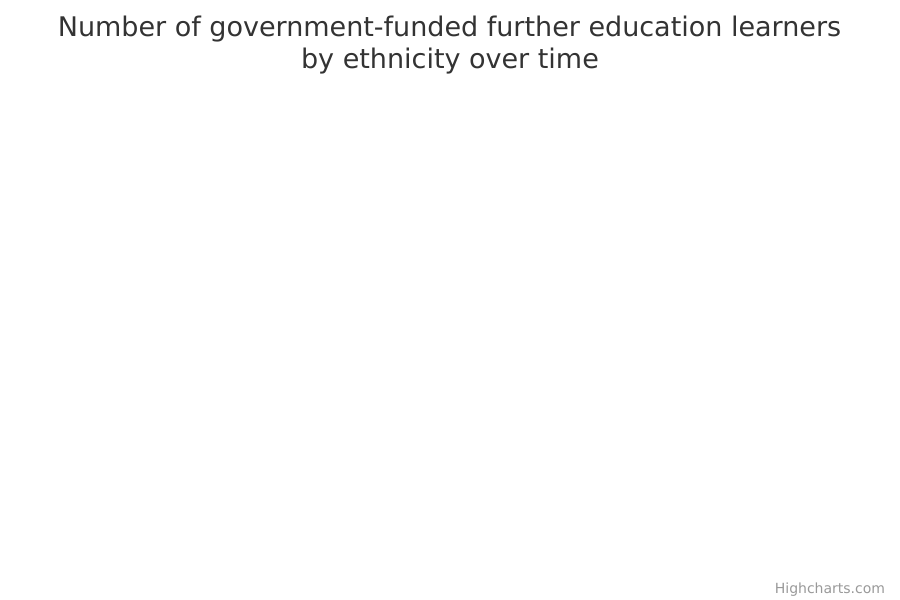 Number of government-funded further education learners
by ethnicity over time
Highcharts.com